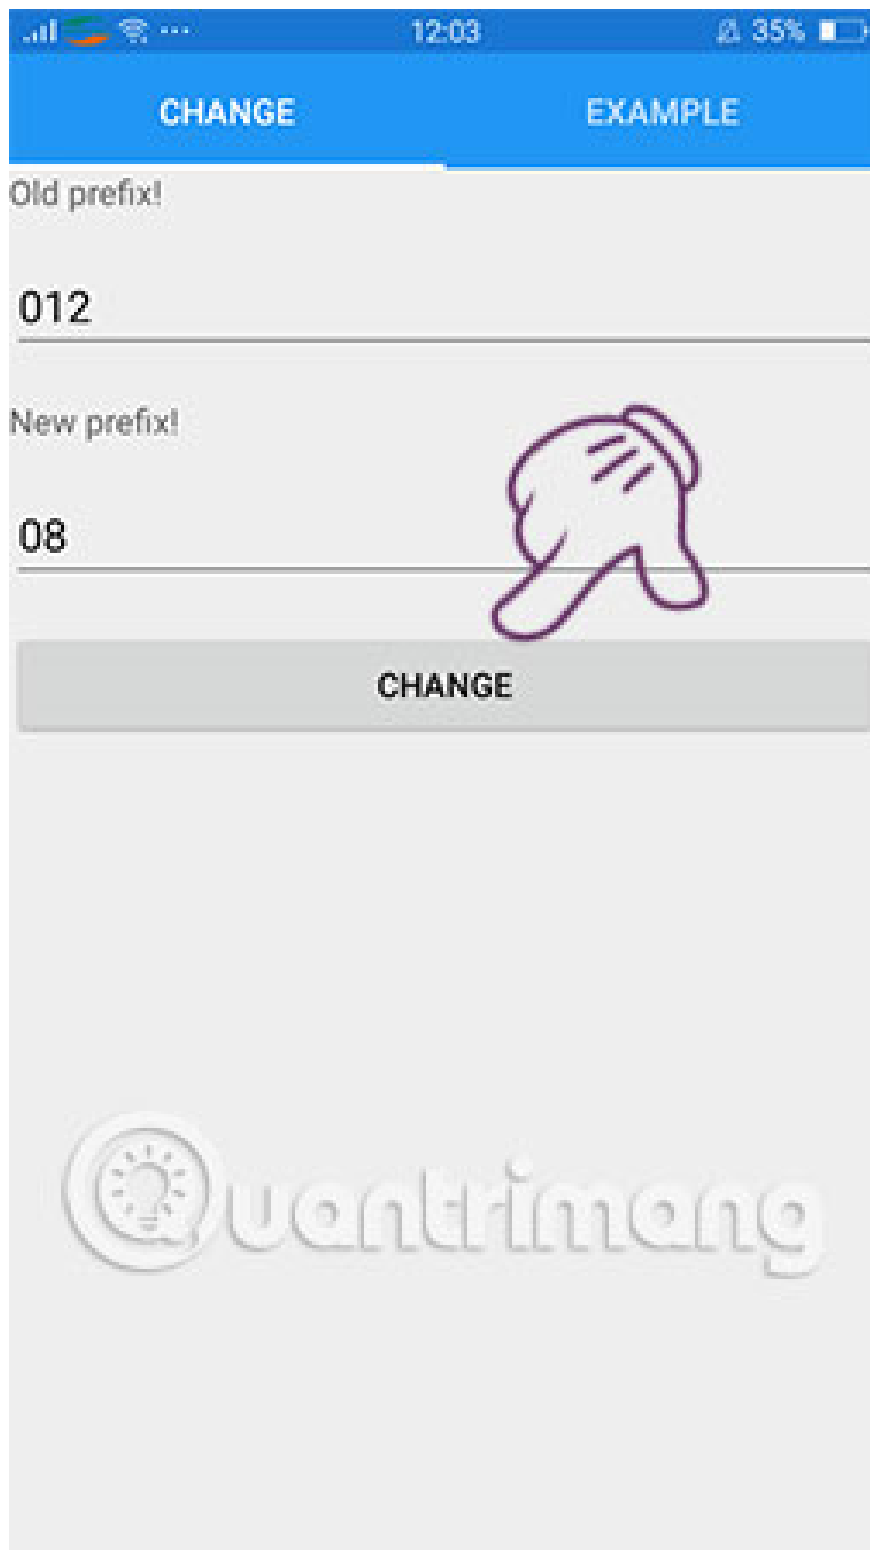 12:03
35%
CHANGE
EXAMPLE
Old prefix!
012
New prefix!
08
CHANGE
Quantrimang